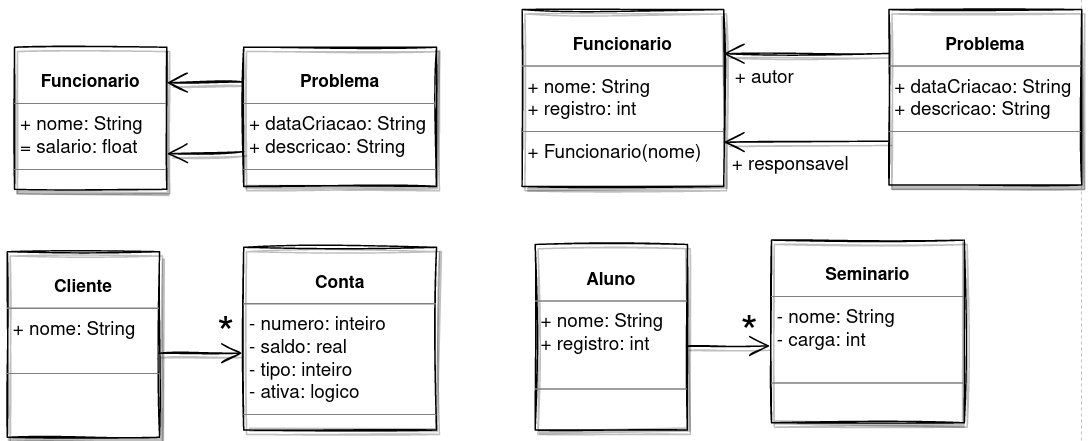 Funcionario
+ nome: String
= salario: float
Problema
+ dataCriacao: String
+ descricao: String
Funcionario
+ nome: String
+ registro: int
+ Funcionario(nome)
+ autor
+ responsavel
Problema
+ dataCriacao: String
+ descricao: String
Cliente
+ nome: String
*
Conta
- numero: inteiro
- saldo: real
- tipo: inteiro
- ativa: logico
Aluno
+ nome: String
+ registro: int
*
Seminario
- nome: String
- carga: int